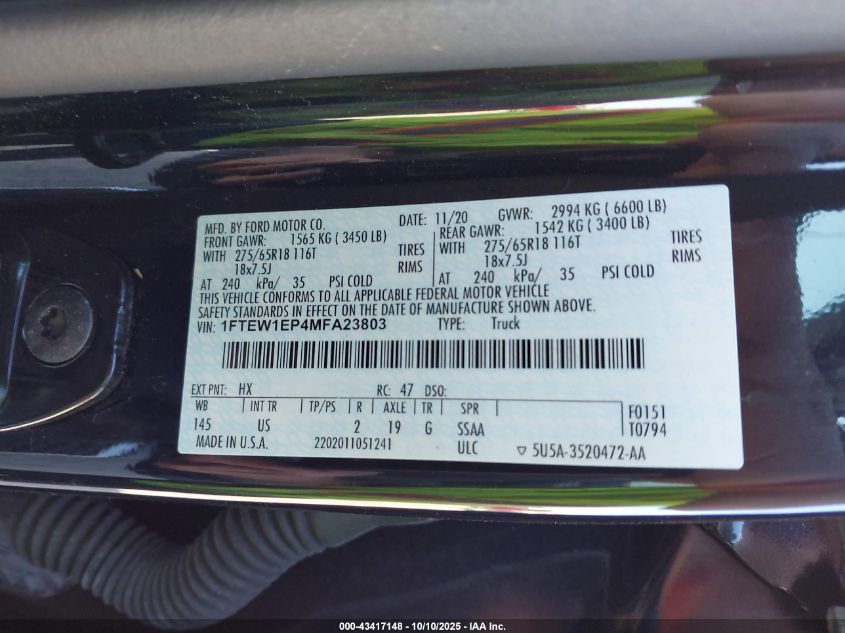 MFD. BY FORD MOTOR CO. DATE: 11/20 GVWR: 2994 KG ( 6600 LB)
FRONT GAWR: 1565 KG ( 3450 LB) REAR GAWR: 1542 KG ( 3400 LB)
WITH 275/65R18 116T TIRES WITH 275/65R18 116T TIRES
18x7.5J RIMS 18x7.5J RIMS
AT 240 kPa/ 35 PSI COLD AT 240 kPa/ 35 PSI COLD
THIS VEHICLE CONFORMS TO ALL APPLICABLE FEDERAL MOTOR VEHICLE
SAFETY STANDARDS IN EFFECT ON THE DATE OF MANUFACTURE SHOWN ABOVE.
VIN: 1FTEW1EP4MFA23803 TYPE: Truck
EXT PNT: HX RC: 47 DSO:
WB INT TR TP/PS R AXLE TR SPR F0151
145 US 2 19 G SSAA T0794
MADE IN U.S.A. 2202011051241 ULC ▽ 5U5A-3520472-AA
000-43417148 - 10/10/2025 - IAA Inc.